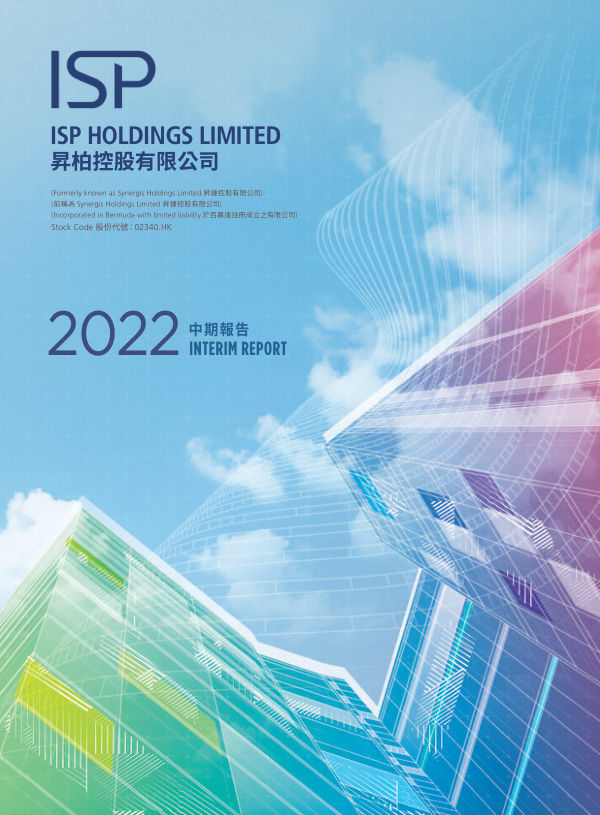 ISP
ISP HOLDINGS LIMITED
昇柏控股有限公司
(Formerly known as Synergis Holdings Limited 昇捷控股有限公司)
(前稱為 Synergis Holdings Limited 昇捷控股有限公司)
(Incorporated in Bermuda with limited liability 於百慕達註冊成立之有限公司)
Stock Code 股份代號 : 02340.HK
2022 中期報告
INTERIM REPORT